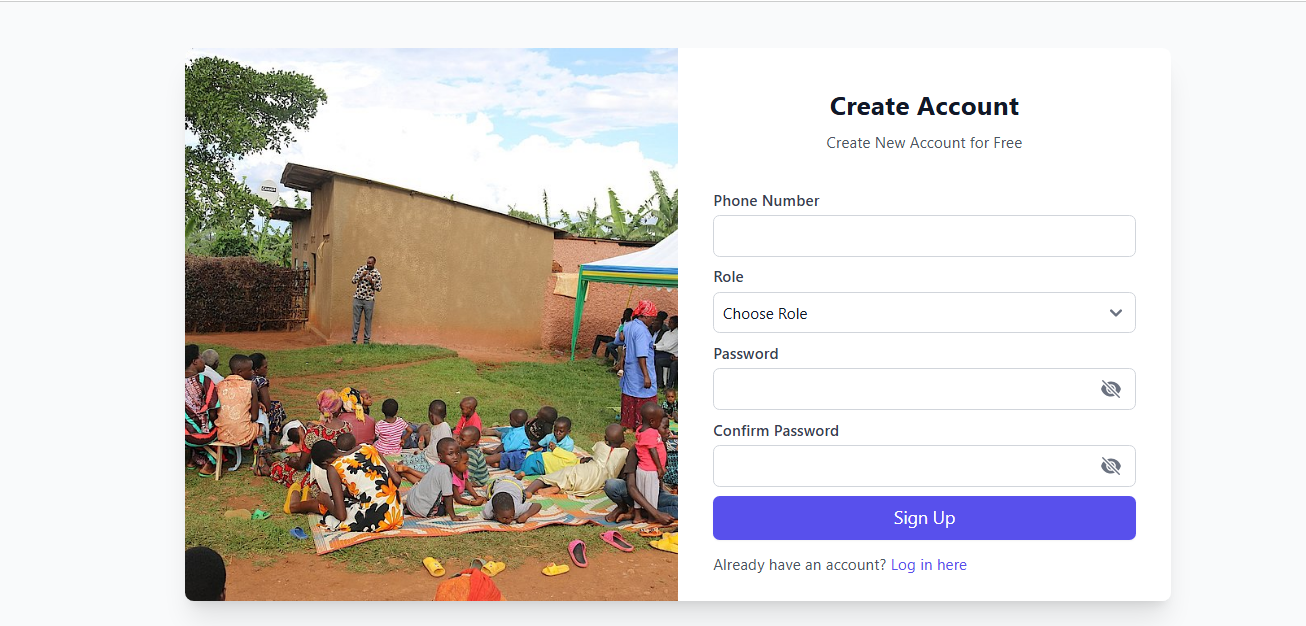 Create Account
Create New Account for Free
Phone Number
Role
Choose Role
Password
Confirm Password
Sign Up
Already have an account? Log in here